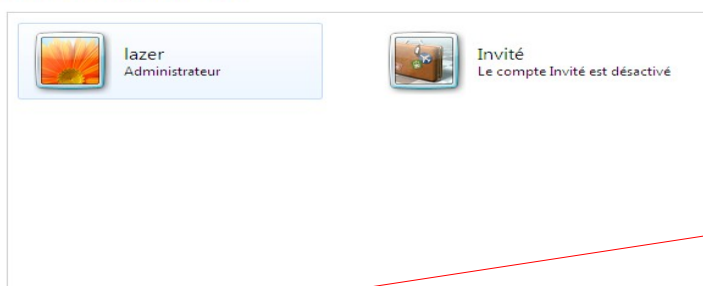 lazer
Administrateur
Invité
Le compte Invité est désactivé